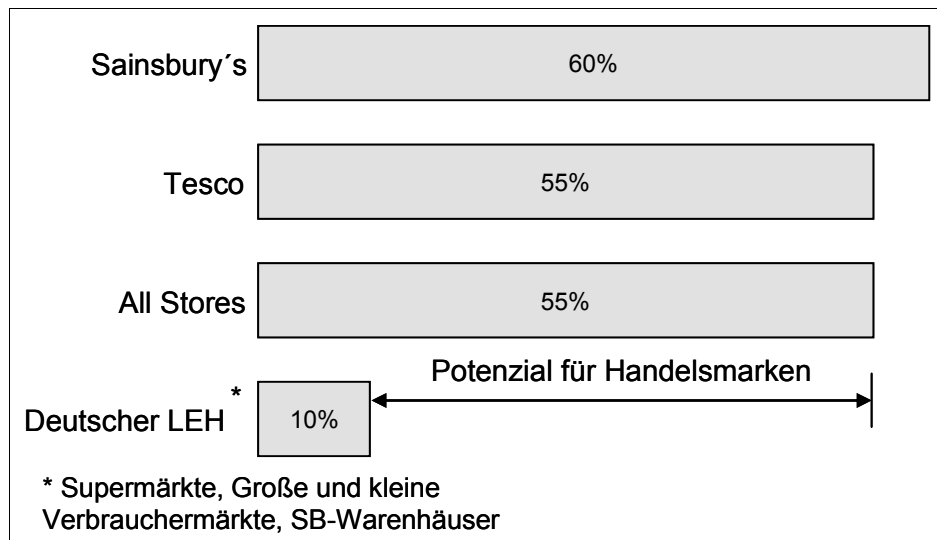 Sainsbury´s
60%
Tesco
55%
All Stores
55%
Potenzial für Handelsmarken
Deutscher LEH *
10%
* Supermärkte, Große und kleine
Verbrauchermärkte, SB-Warenhäuser